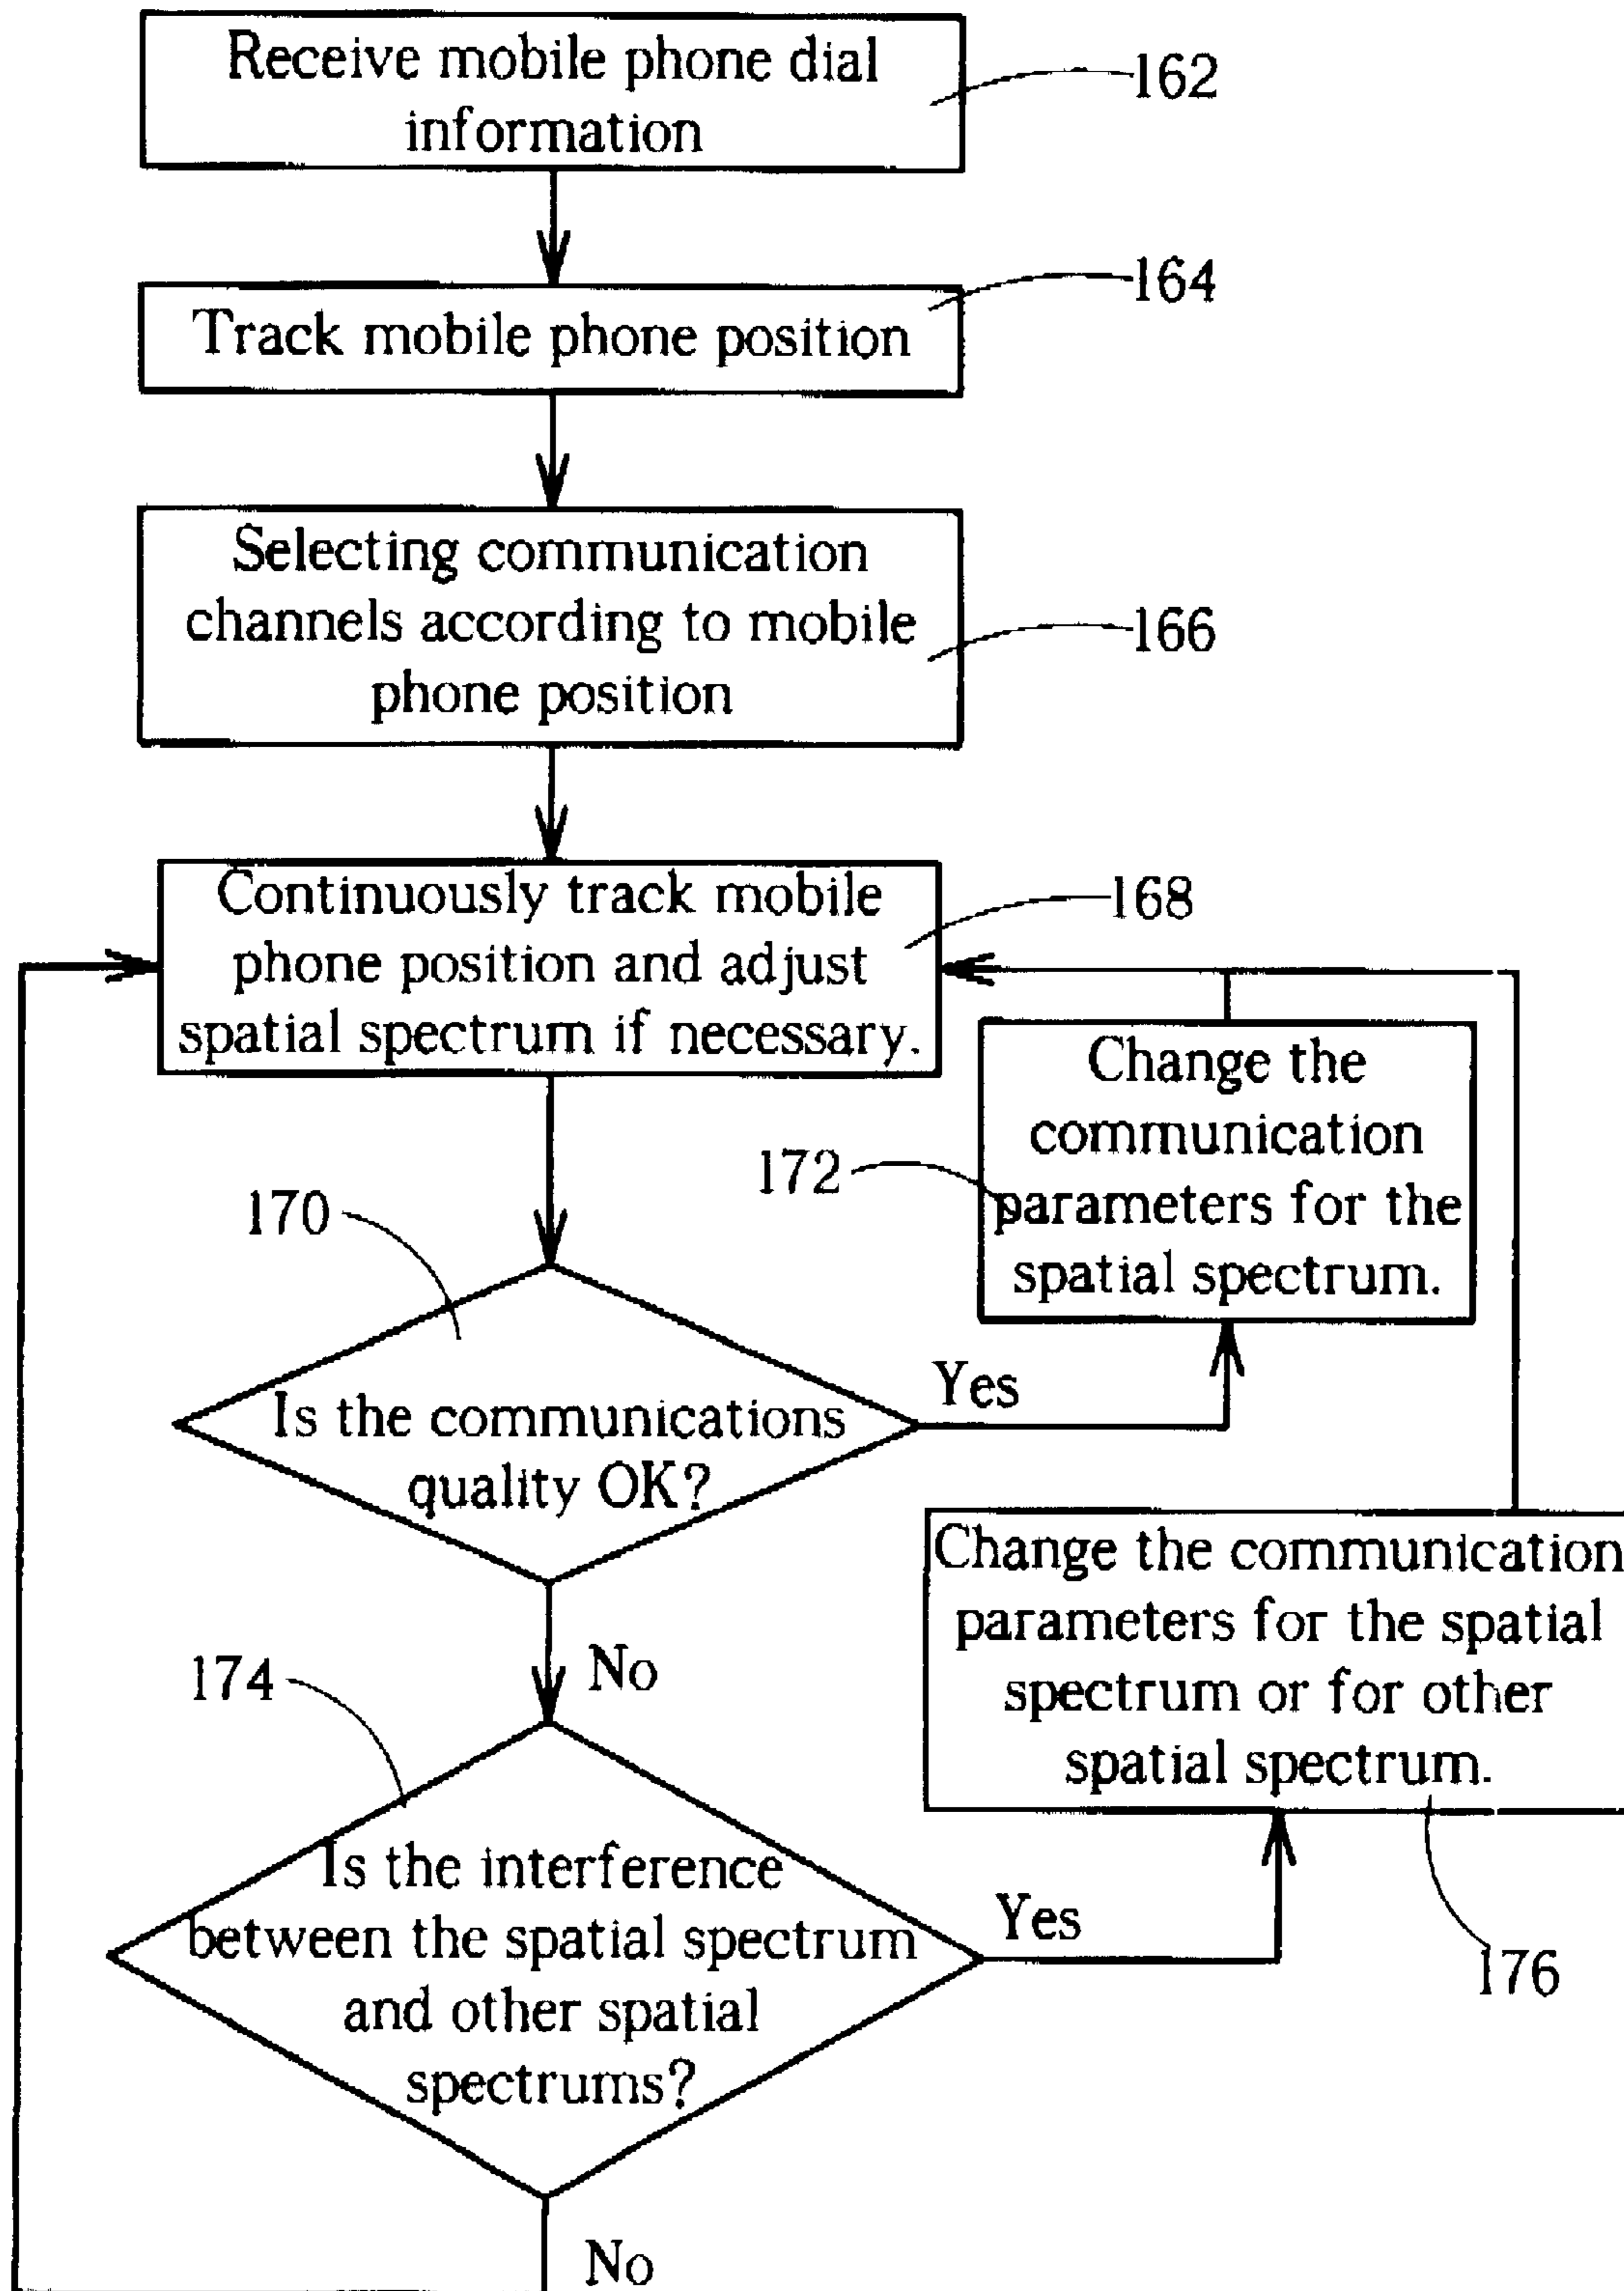 Receive mobile phone dial
information
162
Track mobile phone position
164
Selecting communication
channels according to mobile
phone position
166
Continuously track mobile
phone position and adjust
spatial spectrum if necessary.
168
Change the
communication
parameters for the
spatial spectrum.
172
170
Is the communications
quality OK?
Yes
No
Change the communication
parameters for the spatial
spectrum or for other
spatial spectrum.
176
174
Is the interference
between the spatial spectrum
and other spatial
spectrums?
Yes
No